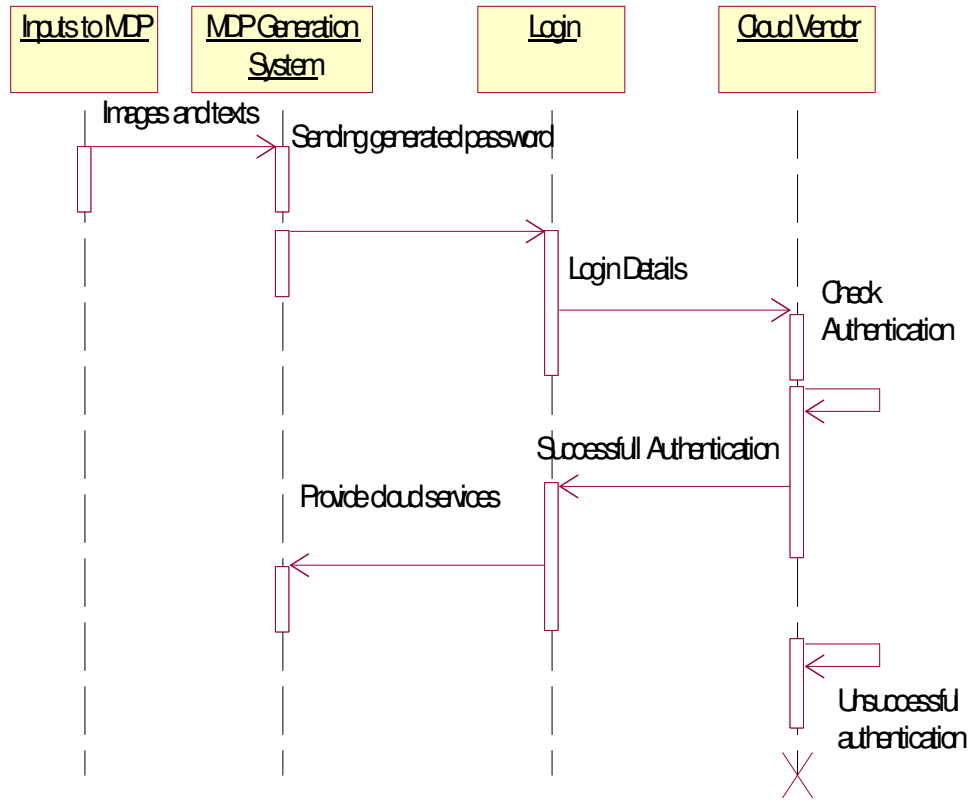 Inputs to MDP
MDP Generation
System
Login
Cloud Vendor
Images and texts
Sending generated password
Login Details
Check
Authentication
Successfull Authentication
Provide cloud services
Unsuccessful
authentication